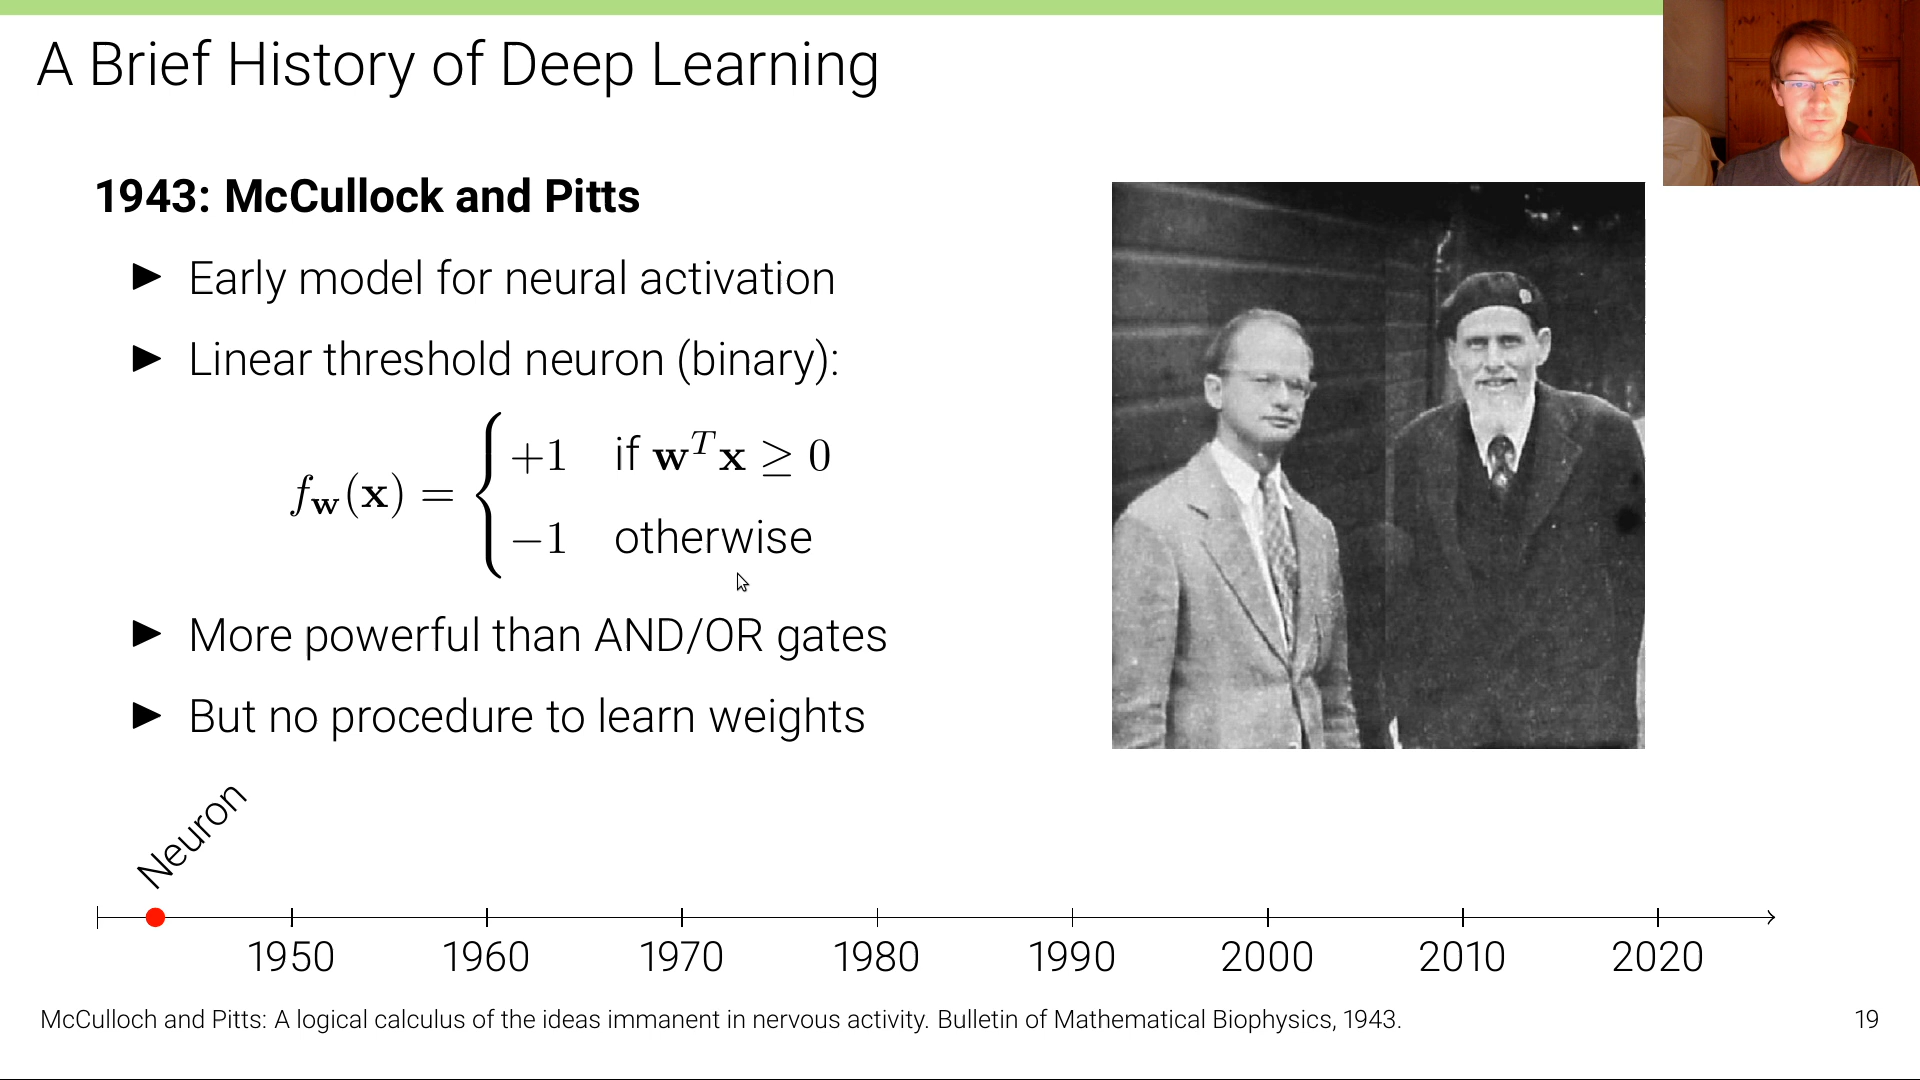 A Brief History of Deep Learning
1943: McCullock and Pitts
▶ Early model for neural activation
▶ Linear threshold neuron (binary):
f_w(x) = { +1 if w^T x ≥ 0
−1 otherwise
▶ More powerful than AND/OR gates
▶ But no procedure to learn weights
Neuron
1950 1960 1970 1980 1990 2000 2010 2020
McCulloch and Pitts: A logical calculus of the ideas immanent in nervous activity. Bulletin of Mathematical Biophysics, 1943. 19